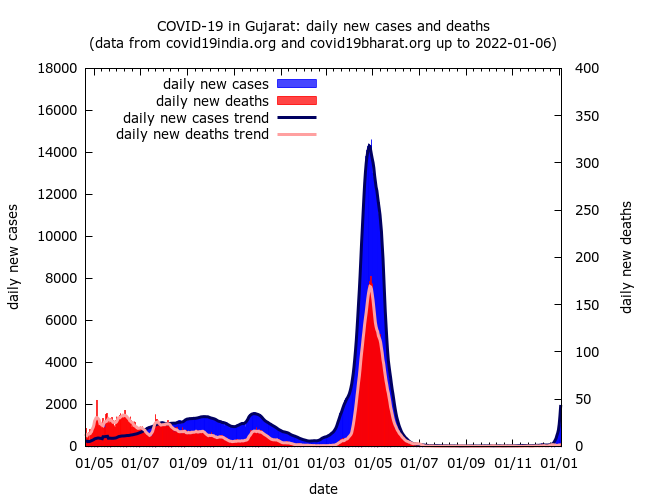 COVID-19 in Gujarat: daily new cases and deaths
(data from covid19india.org and covid19bharat.org up to 2022-01-06)
daily new cases
daily new deaths
daily new cases trend
daily new deaths trend
18000
16000
14000
12000
10000
8000
6000
4000
2000
0
400
350
300
250
200
150
100
50
0
daily new cases
daily new deaths
01/05 01/07 01/09 01/11 01/01 01/03 01/05 01/07 01/09 01/11 01/01
date